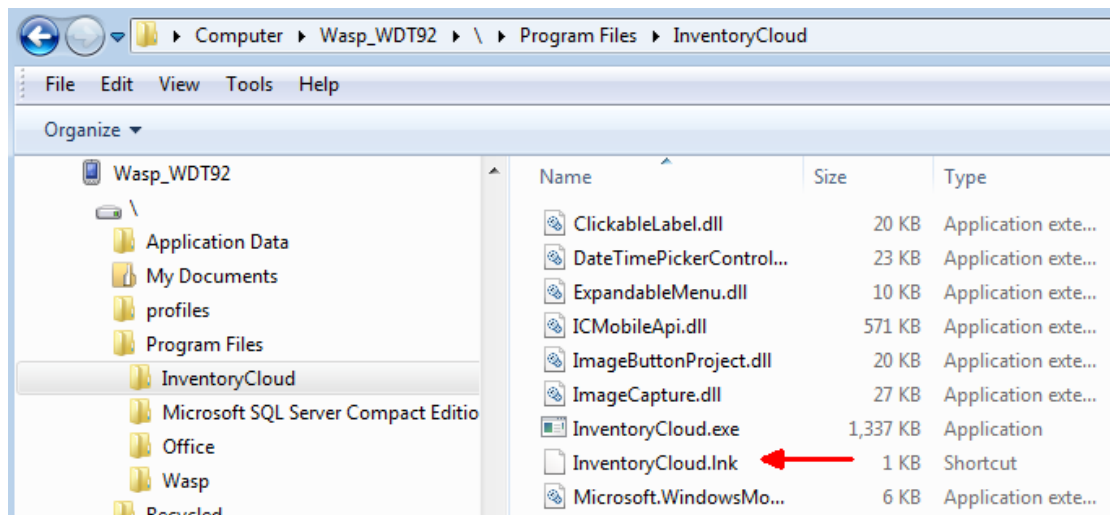 Computer Wasp_WDT92 \ Program Files InventoryCloud
File Edit View Tools Help
Organize
Wasp_WDT92
\
Application Data
My Documents
profiles
Program Files
InventoryCloud
Microsoft SQL Server Compact Editio
Office
Wasp
Recycled
Name Size Type
ClickableLabel.dll 20 KB Application exte...
DateTimePickerControl... 23 KB Application exte...
ExpandableMenu.dll 10 KB Application exte...
ICMobileApi.dll 571 KB Application exte...
ImageButtonProject.dll 20 KB Application exte...
ImageCapture.dll 27 KB Application exte...
InventoryCloud.exe 1,337 KB Application
InventoryCloud.lnk 1 KB Shortcut
Microsoft.WindowsMo... 6 KB Application exte...